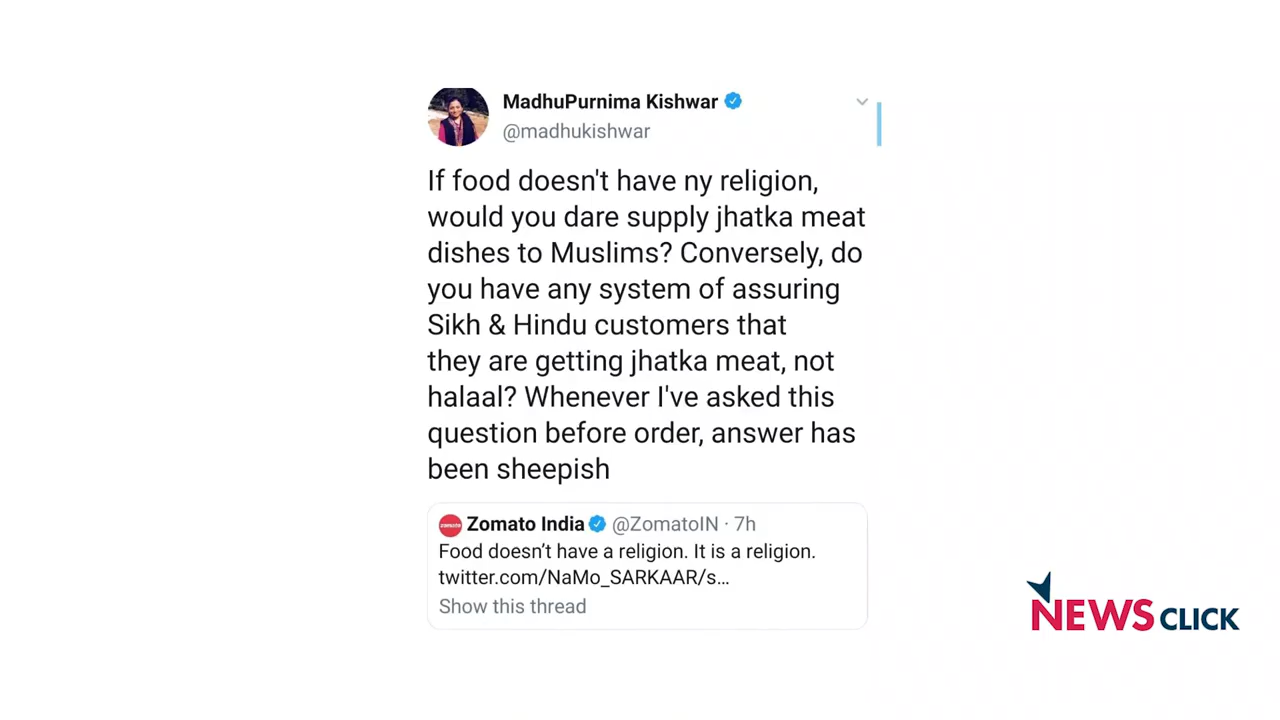 MadhuPurnima Kishwar
@madhukishwar
If food doesn't have ny religion,
would you dare supply jhatka meat
dishes to Muslims? Conversely, do
you have any system of assuring
Sikh & Hindu customers that
they are getting jhatka meat, not
halaal? Whenever I've asked this
question before order, answer has
been sheepish
zomato Zomato India @ZomatoIN · 7h
Food doesn't have a religion. It is a religion.
twitter.com/NaMo_SARKAAR/s…
Show this thread
NEWS CLICK